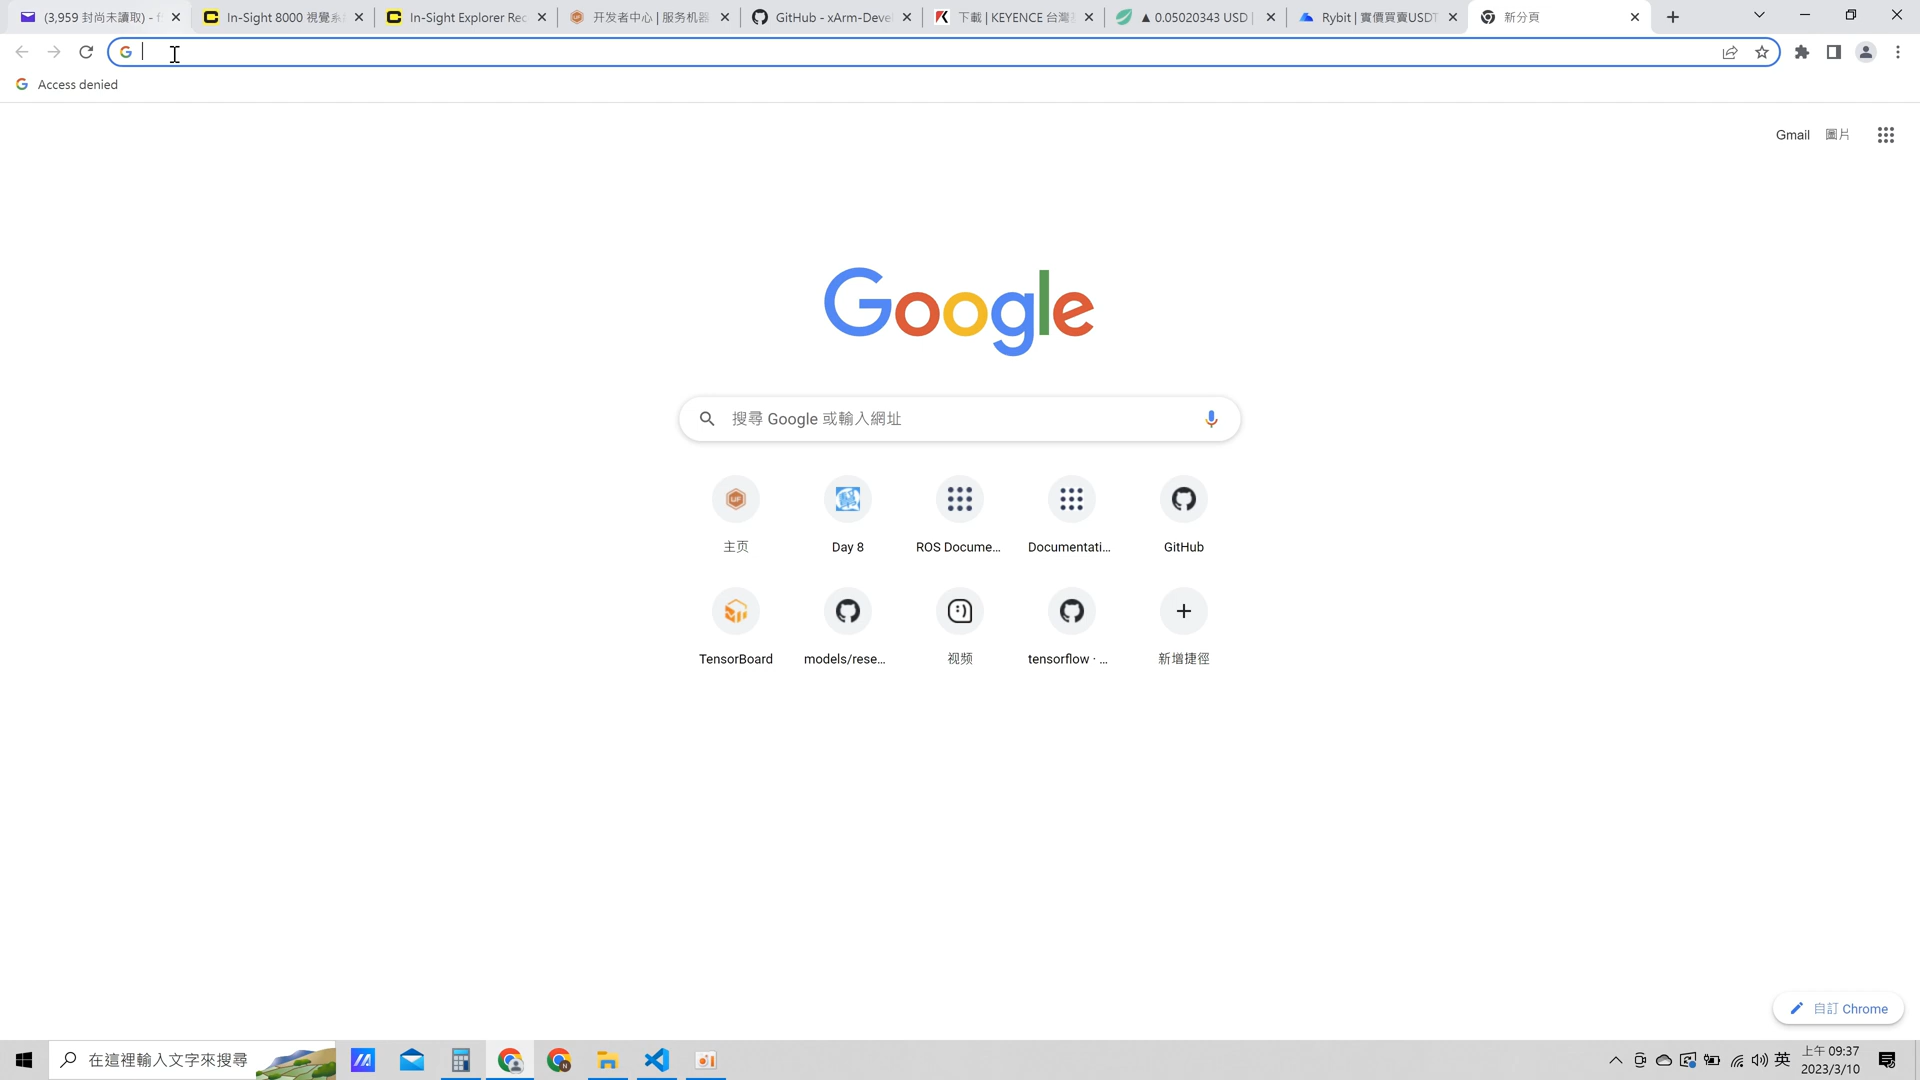 (3,959 封尚未讀取) - f
In-Sight 8000 視覺系
In-Sight Explorer Rec
开发者中心 | 服务机器
GitHub - xArm-Deve
下載 | KEYENCE 台灣
▲ 0.05020343 USD |
Rybit | 實價買賣USDT
新分頁
Access denied
Gmail 圖片
Google
搜尋 Google 或輸入網址
主页
Day 8
ROS Docume...
Documentati...
GitHub
TensorBoard
models/rese...
视频
tensorflow · ...
新增捷徑
自訂 Chrome
在這裡輸入文字來搜尋
英
上午 09:37
2023/3/10